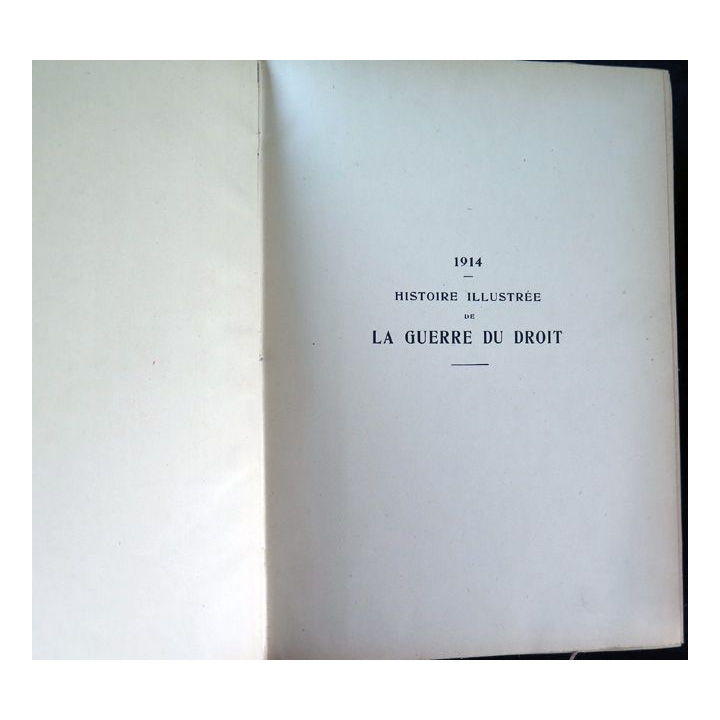 1914
HISTOIRE ILLUSTRÉE
DE
LA GUERRE DU DROIT